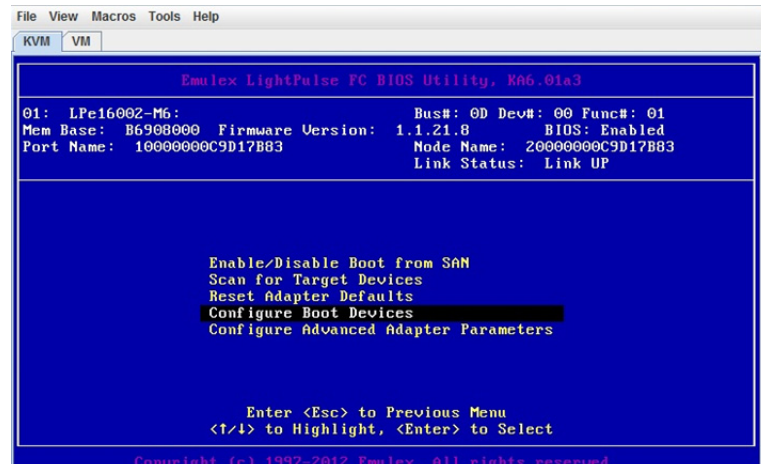 File View Macros Tools Help
KVM VM
Emulex LightPulse FC BIOS Utility, KA6.01a3
01: LPe16002-M6: Bus#: 0D Dev#: 00 Func#: 01
Mem Base: B6908000 Firmware Version: 1.1.21.8 BIOS: Enabled
Port Name: 10000000C9D17B83 Node Name: 20000000C9D17B83
Link Status: Link UP
Enable/Disable Boot from SAN
Scan for Target Devices
Reset Adapter Defaults
Configure Boot Devices
Configure Advanced Adapter Parameters
Enter <Esc> to Previous Menu
<↑/↓> to Highlight, <Enter> to Select
Copyright (c) 1997-2012 Emulex. All rights reserved